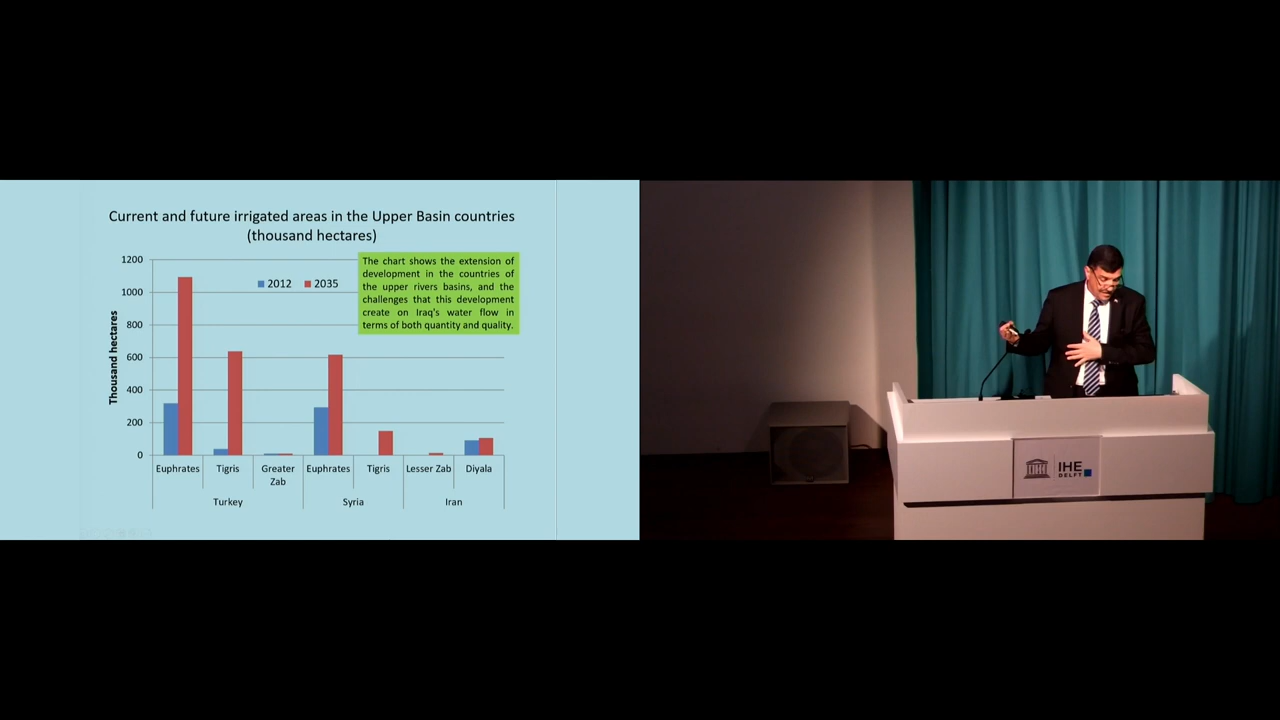 Current and future irrigated areas in the Upper Basin countries
(thousand hectares)
The chart shows the extension of
development in the countries of
the upper rivers basins, and the
challenges that this development
create on Iraq's water flow in
terms of both quantity and quality.
2012 2035
Thousand hectares
1200
1000
800
600
400
200
0
Euphrates Tigris Greater Zab Euphrates Tigris Lesser Zab Diyala
Turkey Syria Iran
IHE
DELFT